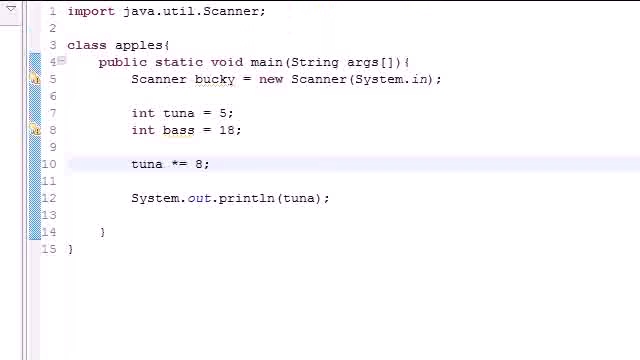 1 import java.util.Scanner;
2
3 class apples{
4 public static void main(String args[]){
5 Scanner bucky = new Scanner(System.in);
6
7 int tuna = 5;
8 int bass = 18;
9
10 tuna *= 8;
11
12 System.out.println(tuna);
13
14 }
15 }